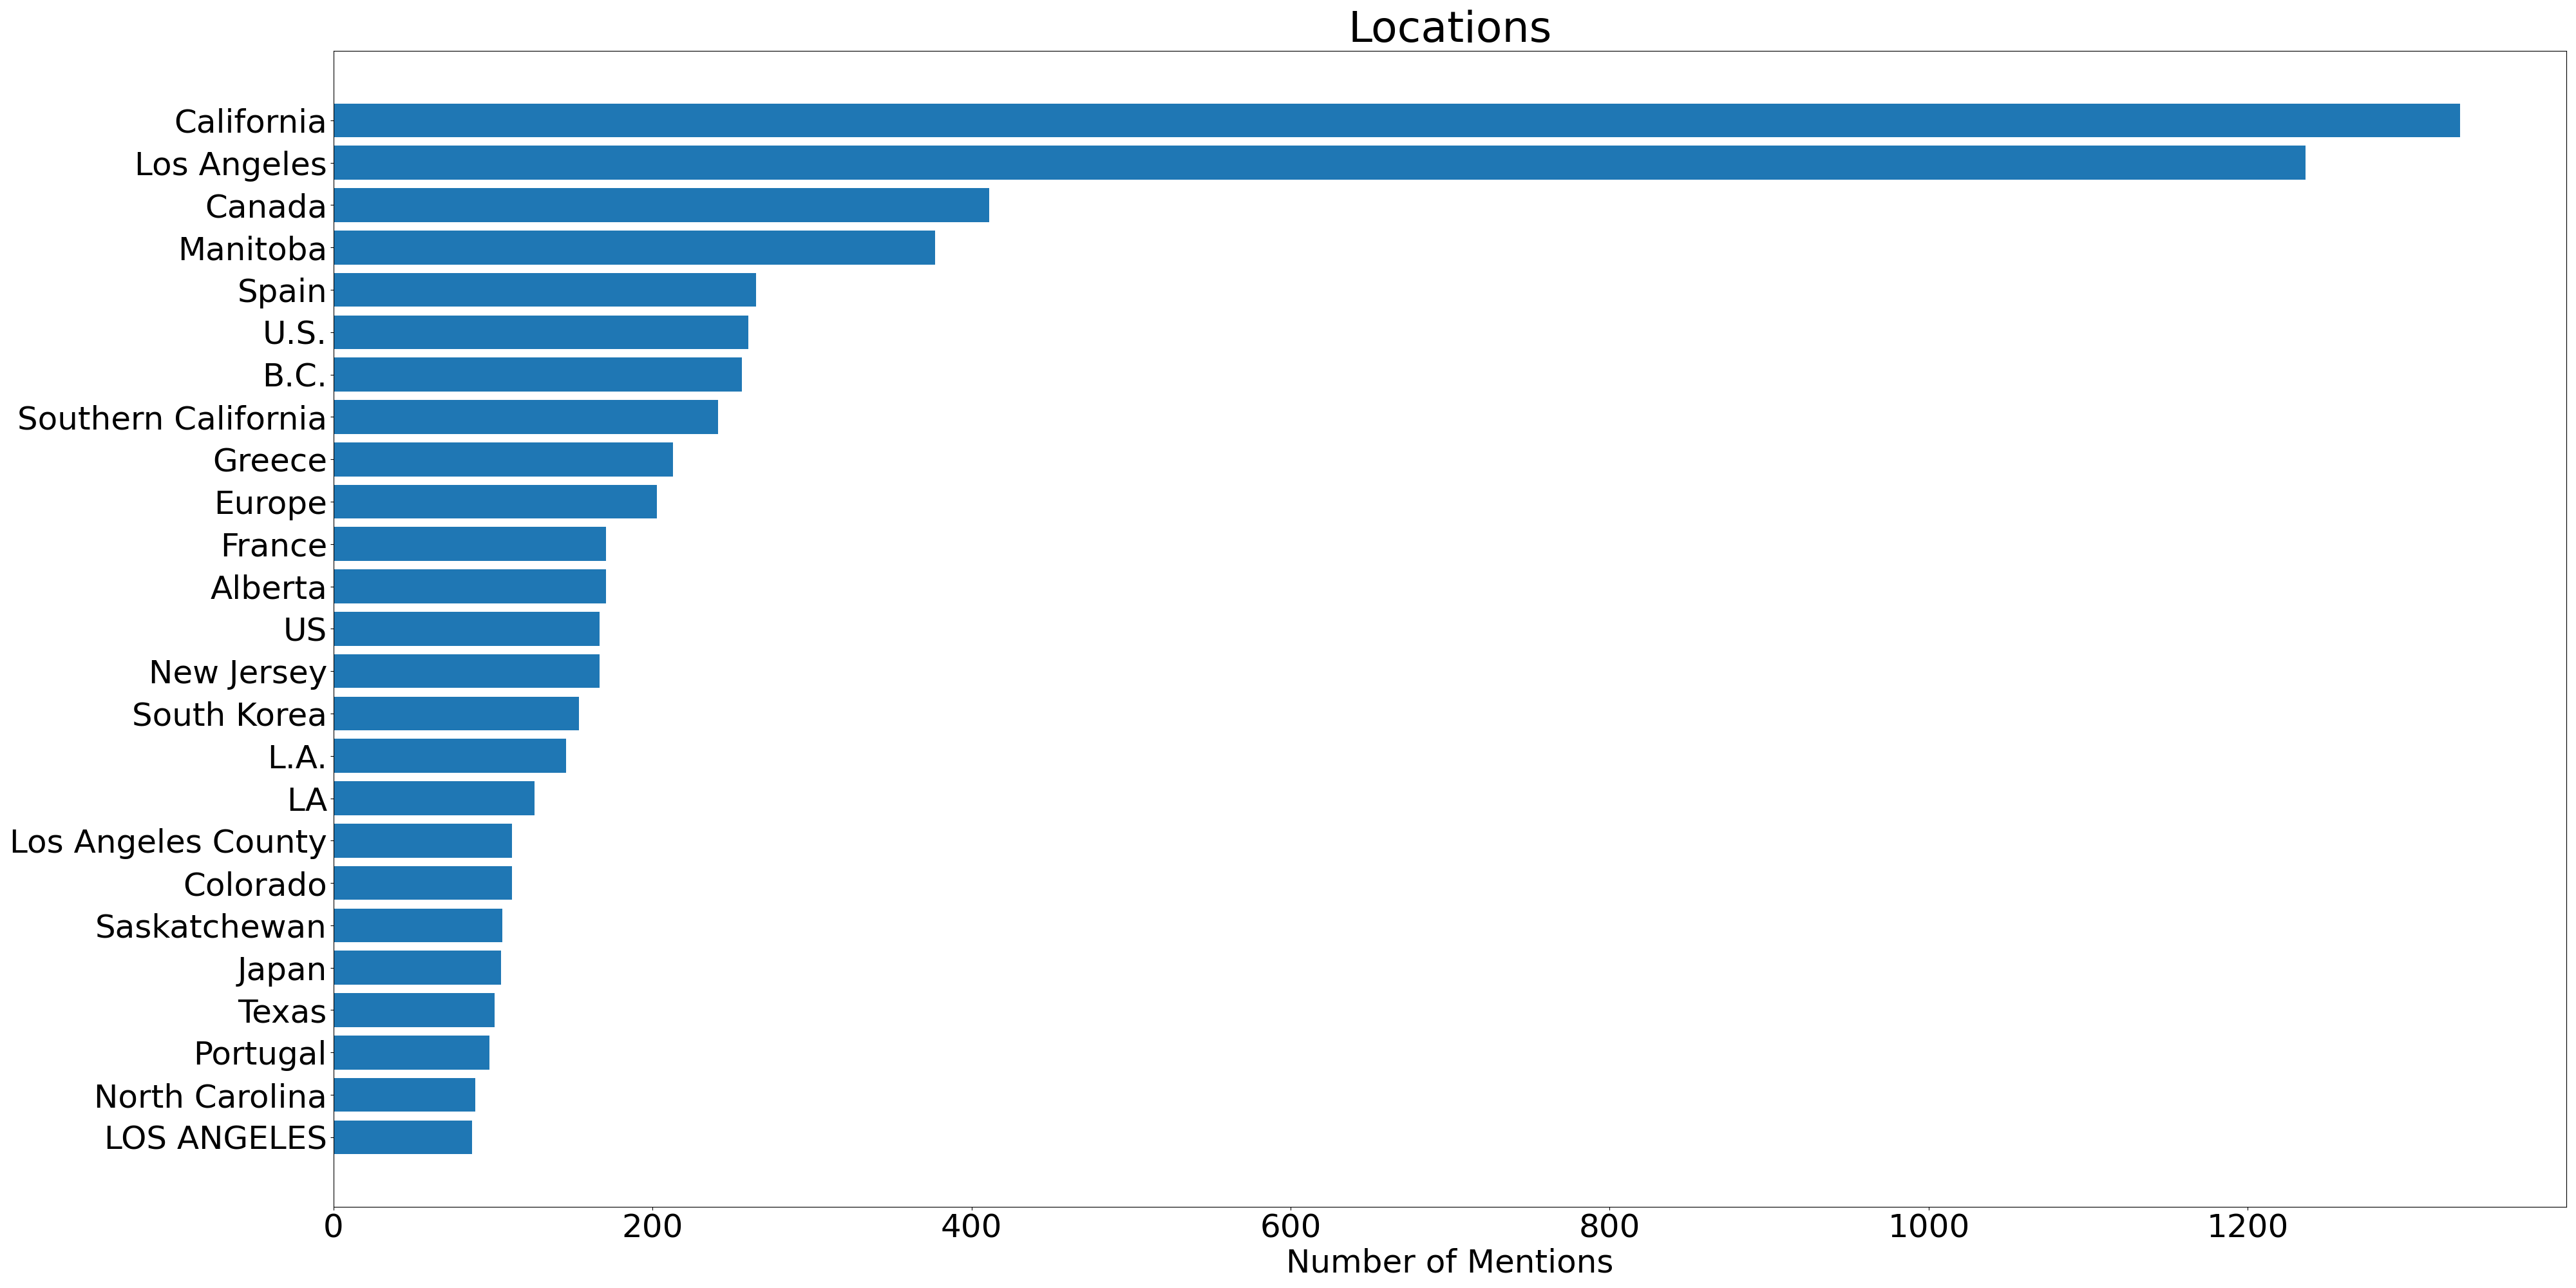 Locations
California
Los Angeles
Canada
Manitoba
Spain
U.S.
B.C.
Southern California
Greece
Europe
France
Alberta
US
New Jersey
South Korea
L.A.
LA
Los Angeles County
Colorado
Saskatchewan
Japan
Texas
Portugal
North Carolina
LOS ANGELES
0 200 400 600 800 1000 1200
Number of Mentions